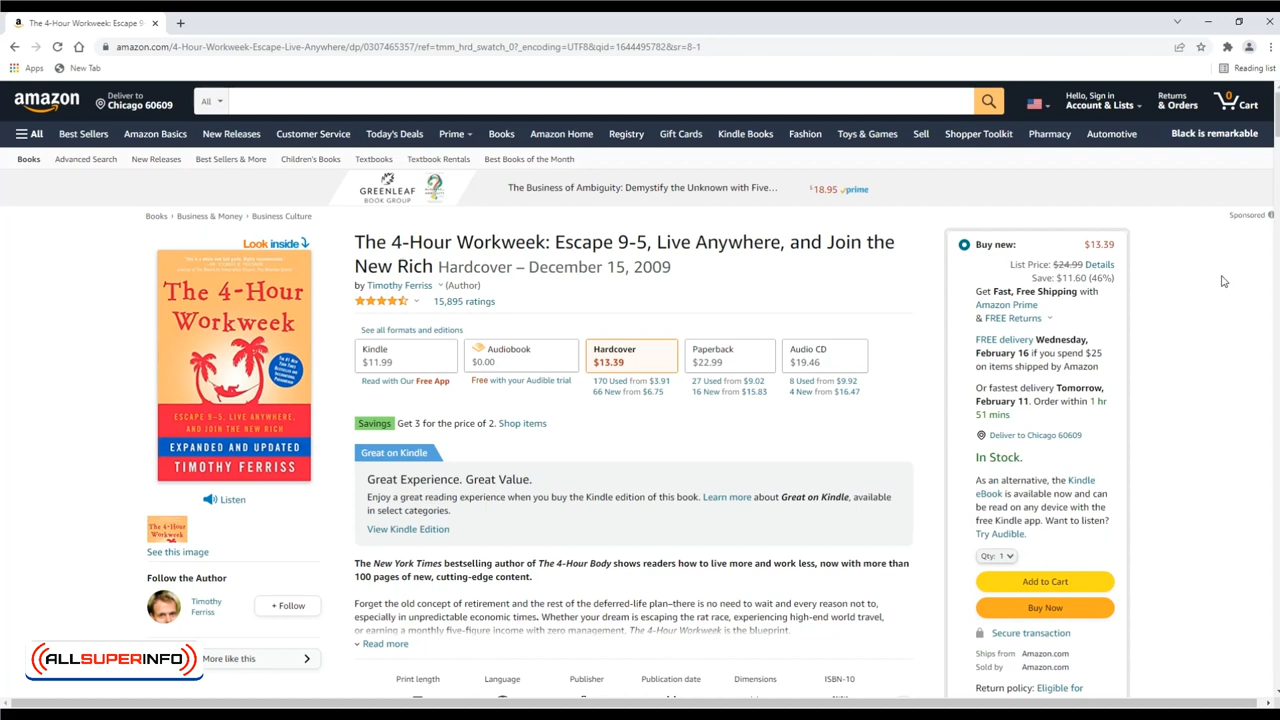 The 4-Hour Workweek: Escape 9-
amazon.com/4-Hour-Workweek-Escape-Live-Anywhere/dp/0307465357/ref=tmm_hrd_swatch_0?_encoding=UTF8&qid=1644495782&sr=8-1
Apps New Tab Reading list
amazon Deliver to Chicago 60609 All Hello, Sign in Account & Lists Returns & Orders 0 Cart
All Best Sellers Amazon Basics New Releases Customer Service Today's Deals Prime Books Amazon Home Registry Gift Cards Kindle Books Fashion Toys & Games Sell Shopper Toolkit Pharmacy Automotive Black is remarkable
Books Advanced Search New Releases Best Sellers & More Children's Books Textbooks Textbook Rentals Best Books of the Month
GREENLEAF BOOK GROUP The Business of Ambiguity: Demystify the Unknown with Five... $18.95 prime
Sponsored
Books › Business & Money › Business Culture
Look inside
The 4-Hour
Workweek
ESCAPE 9-5, LIVE ANYWHERE,
AND JOIN THE NEW RICH
EXPANDED AND UPDATED
TIMOTHY FERRISS
Listen
The 4-Hour
Workweek
See this image
Follow the Author
Timothy
Ferriss
+ Follow
More like this
ALLSUPERINFO
The 4-Hour Workweek: Escape 9-5, Live Anywhere, and Join the
New Rich Hardcover – December 15, 2009
by Timothy Ferriss (Author)
15,895 ratings
See all formats and editions
Kindle
$11.99
Read with Our Free App
Audiobook
$0.00
Free with your Audible trial
Hardcover
$13.39
170 Used from $3.91
66 New from $6.75
Paperback
$22.99
27 Used from $9.02
16 New from $15.83
Audio CD
$19.46
8 Used from $9.92
4 New from $16.47
Savings Get 3 for the price of 2. Shop items
Great on Kindle
Great Experience. Great Value.
Enjoy a great reading experience when you buy the Kindle edition of this book. Learn more about Great on Kindle, available
in select categories.
View Kindle Edition
The New York Times bestselling author of The 4-Hour Body shows readers how to live more and work less, now with more than
100 pages of new, cutting-edge content.
Forget the old concept of retirement and the rest of the deferred-life plan–there is no need to wait and every reason not to,
especially in unpredictable economic times. Whether your dream is escaping the rat race, experiencing high-end world travel,
or earning a monthly five-figure income with zero management, The 4-Hour Workweek is the blueprint.
Read more
Print length Language Publisher Publication date Dimensions ISBN-10
Buy new: $13.39
List Price: $24.99 Details
Save: $11.60 (46%)
Get Fast, Free Shipping with
Amazon Prime
& FREE Returns
FREE delivery Wednesday,
February 16 if you spend $25
on items shipped by Amazon
Or fastest delivery Tomorrow,
February 11. Order within 1 hr
51 mins
Deliver to Chicago 60609
In Stock.
As an alternative, the Kindle
eBook is available now and can
be read on any device with the
free Kindle app. Want to listen?
Try Audible.
Qty: 1
Add to Cart
Buy Now
Secure transaction
Ships from Amazon.com
Sold by Amazon.com
Return policy: Eligible for